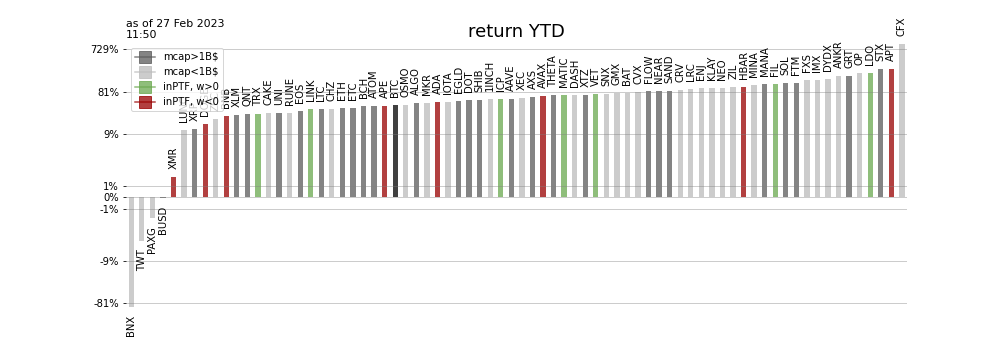 as of 27 Feb 2023
11:50
return YTD
729%
81%
9%
1%
0%
-1%
-9%
-81%
mcap>1B$
mcap<1B$
inPTF, w>0
inPTF, w<0
BNX
TWT
PAXG
BUSD
XMR
BNB
XLM
QNT
TRX
CAKE
UNI
RUNE
EOS
LINK
LTC
CHZ
ETH
ETC
BCH
ATOM
APE
BTC
OSMO
ALGO
MKR
ADA
IOTA
EGLD
DOT
SHIB
1INCH
ICP
AAVE
XEC
AXS
AVAX
THETA
MATIC
DASH
XTZ
VET
SNX
GMX
BAT
CVX
FLOW
NEAR
SAND
CRV
LRC
ENJ
KLAY
NEO
ZIL
HBAR
MINA
MANA
FIL
SOL
FTM
FXS
IMX
DYDX
ANKR
GRT
OP
LDO
STX
APT
CFX